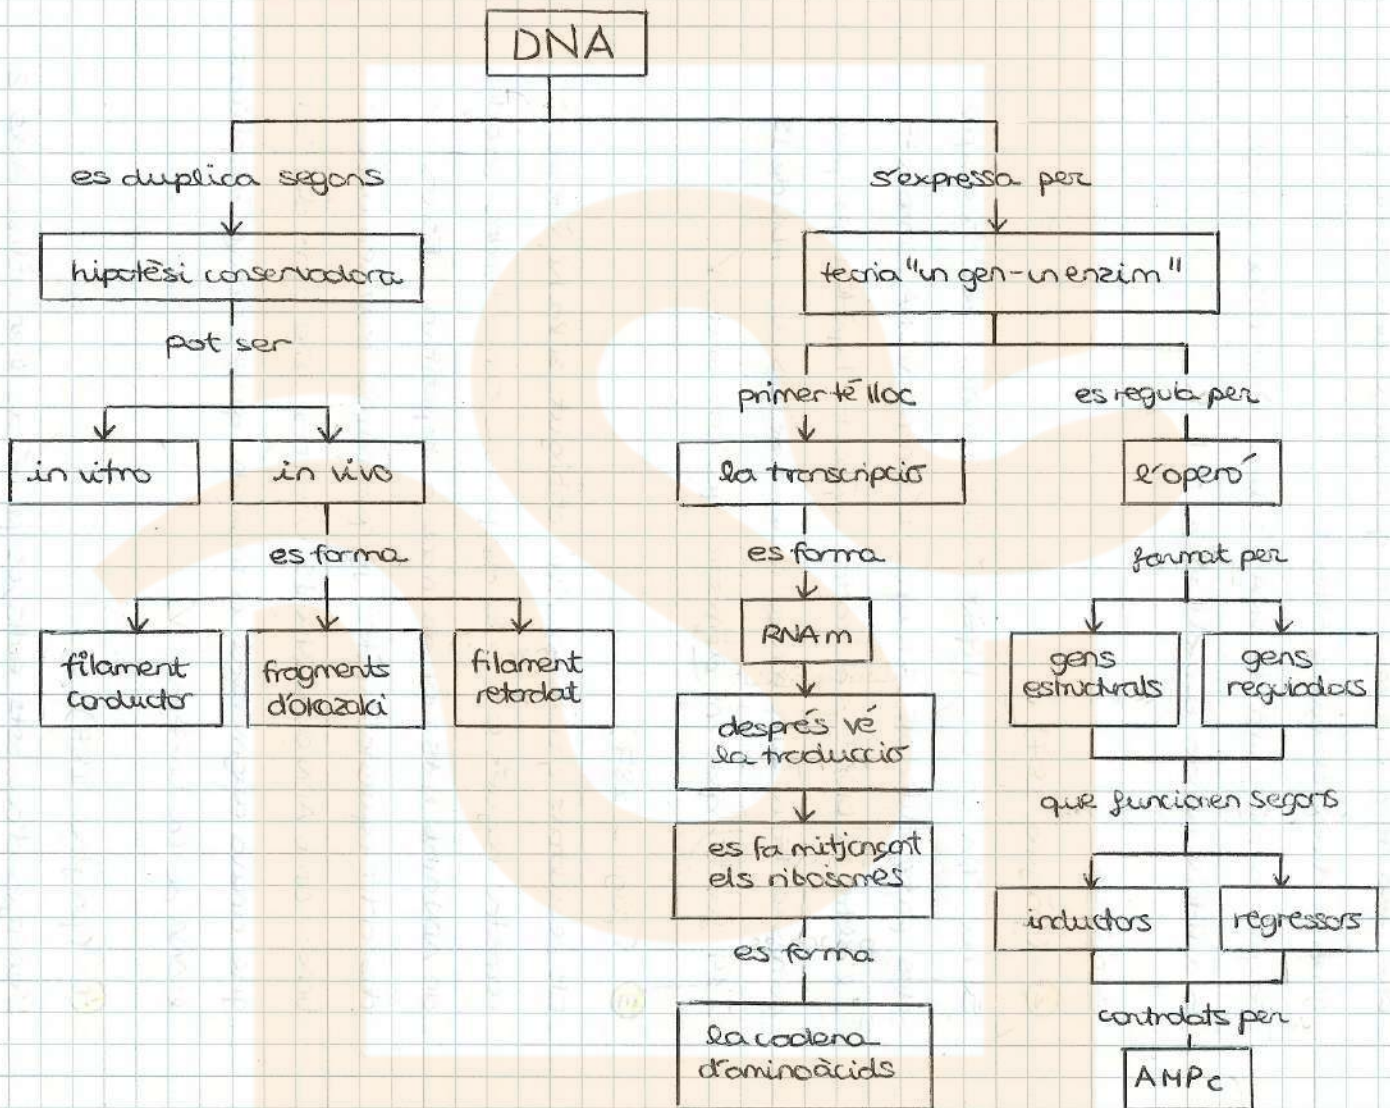 DNA
es duplica segons
hipotèsi conservadora
pot ser
in vitro
in vivo
es forma
filament
conductor
fragments
d'okazaki
filament
retardat
s'expressa per
teoria "un gen-un enzim"
primer té lloc
la transcripció
es forma
RNAm
després vé
la traducció
es fa mitjançant
els ribosomes
es forma
la cadena
d'aminoàcids
es regula per
l'operó
format per
gens
estructurals
gens
reguladors
que funcionen segons
inductors
regressors
controlats per
AMPc